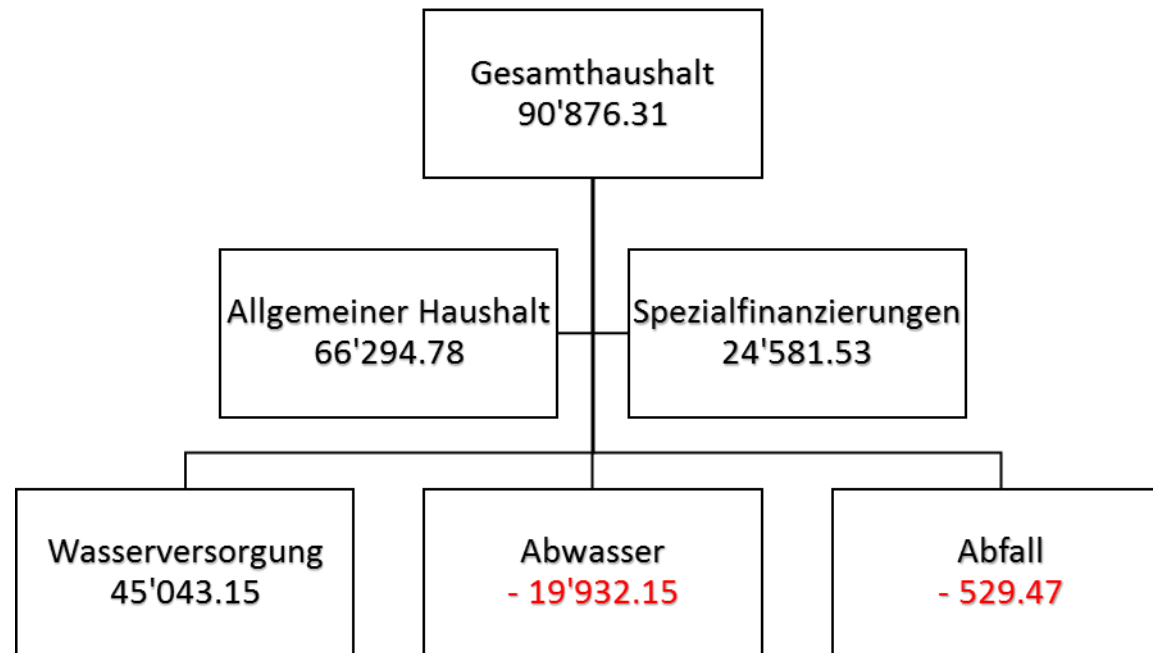 Gesamthaushalt
90'876.31
Allgemeiner Haushalt
66'294.78
Spezialfinanzierungen
24'581.53
Wasserversorgung
45'043.15
Abwasser
- 19'932.15
Abfall
- 529.47